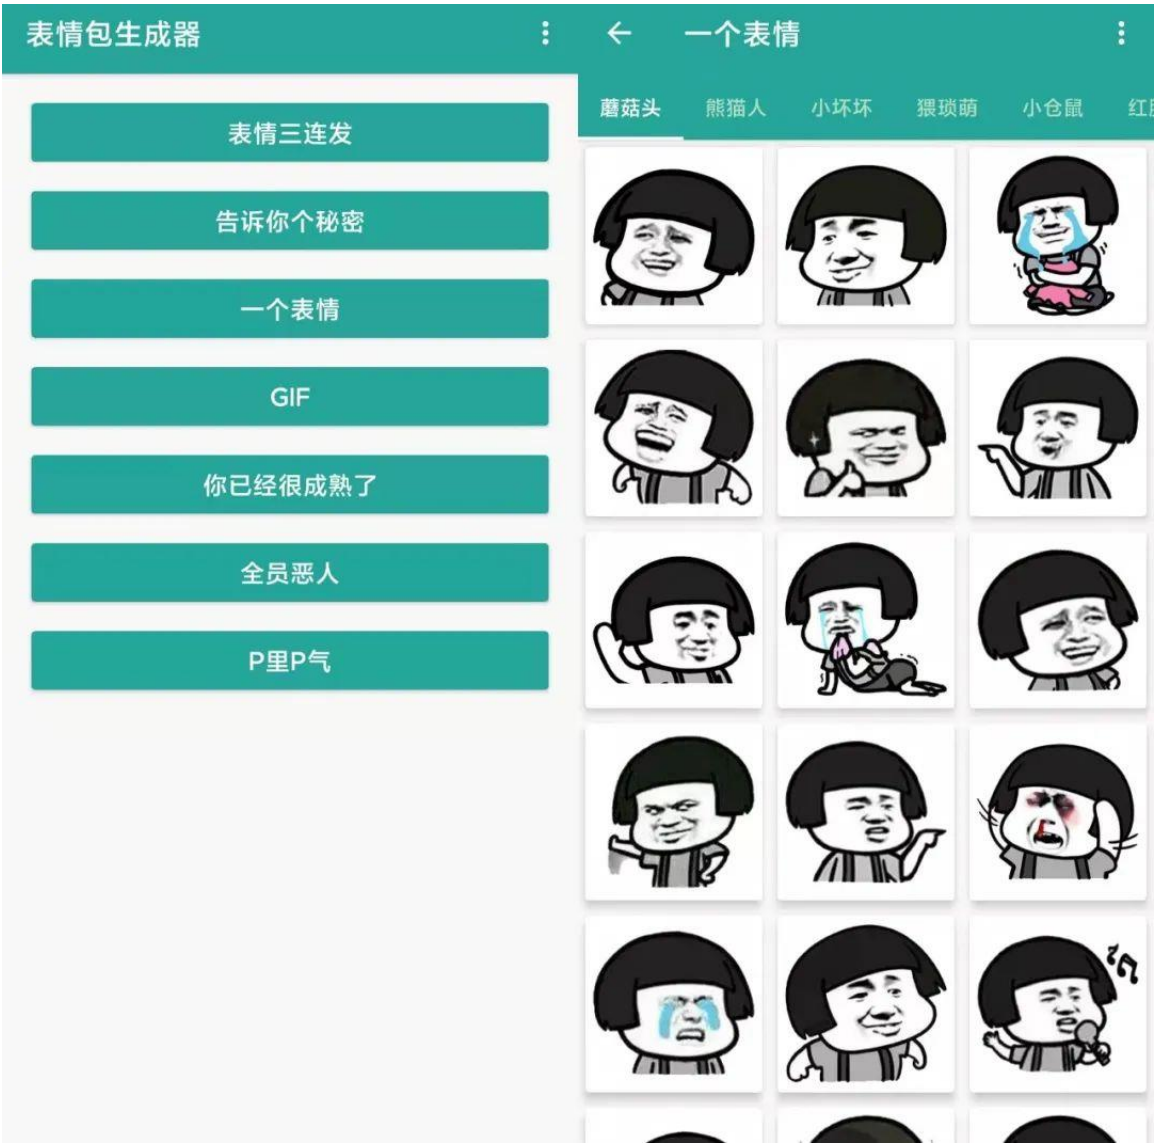 表情包生成器
表情三连发
告诉你个秘密
一个表情
GIF
你已经很成熟了
全员恶人
P里P气
一个表情
蘑菇头 熊猫人 小坏坏 猥琐萌 小仓鼠 红